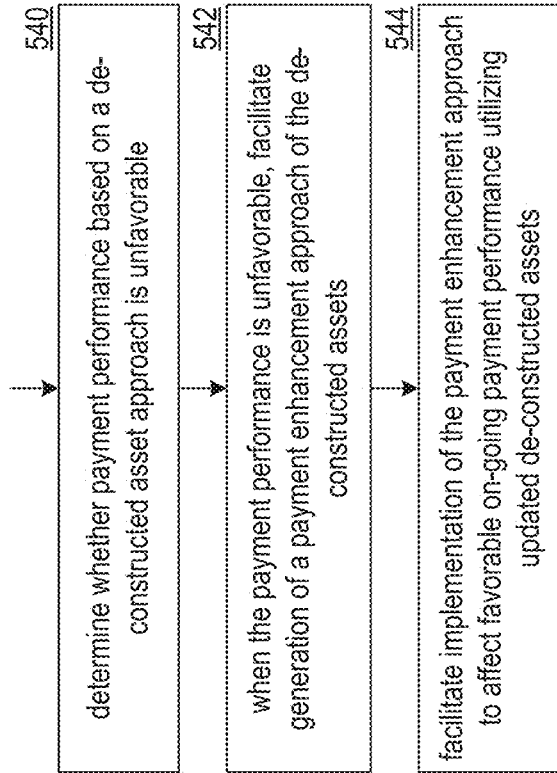 540
determine whether payment performance based on a de-
constructed asset approach is unfavorable
542
when the payment performance is unfavorable, facilitate
generation of a payment enhancement approach of the de-
constructed assets
544
facilitate implementation of the payment enhancement approach
to affect favorable on-going payment performance utilizing
updated de-constructed assets